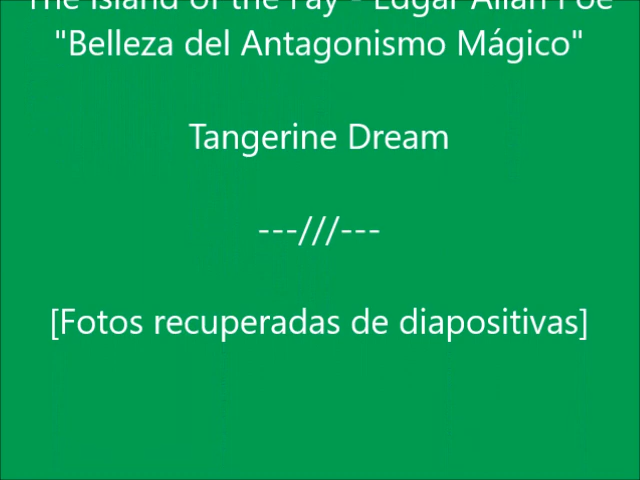 The Island of the Fay - Edgar Allan Poe
"Belleza del Antagonismo Mágico"
Tangerine Dream
---///---
[Fotos recuperadas de diapositivas]